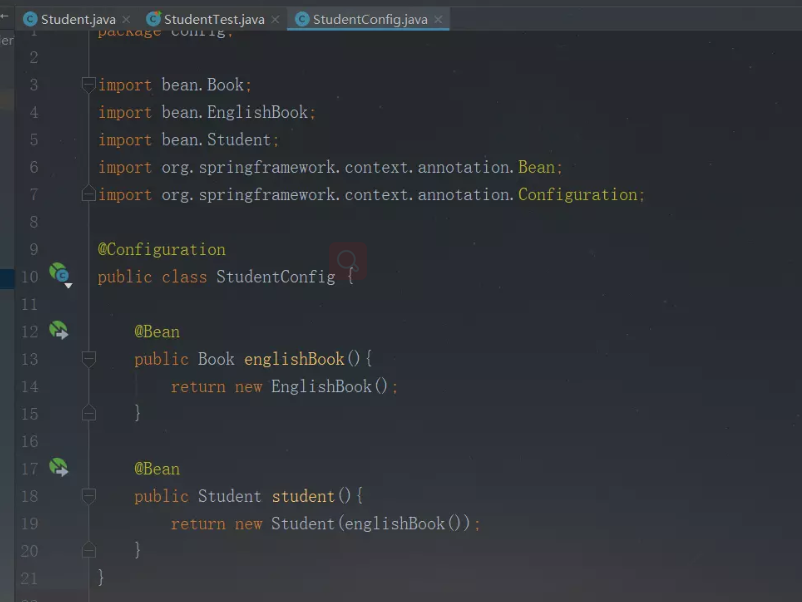 Student.java StudentTest.java StudentConfig.java
1 package config;
2
3 import bean.Book;
4 import bean.EnglishBook;
5 import bean.Student;
6 import org.springframework.context.annotation.Bean;
7 import org.springframework.context.annotation.Configuration;
8
9 @Configuration
10 public class StudentConfig {
11
12 @Bean
13 public Book englishBook(){
14 return new EnglishBook();
15 }
16
17 @Bean
18 public Student student(){
19 return new Student(englishBook());
20 }
21 }